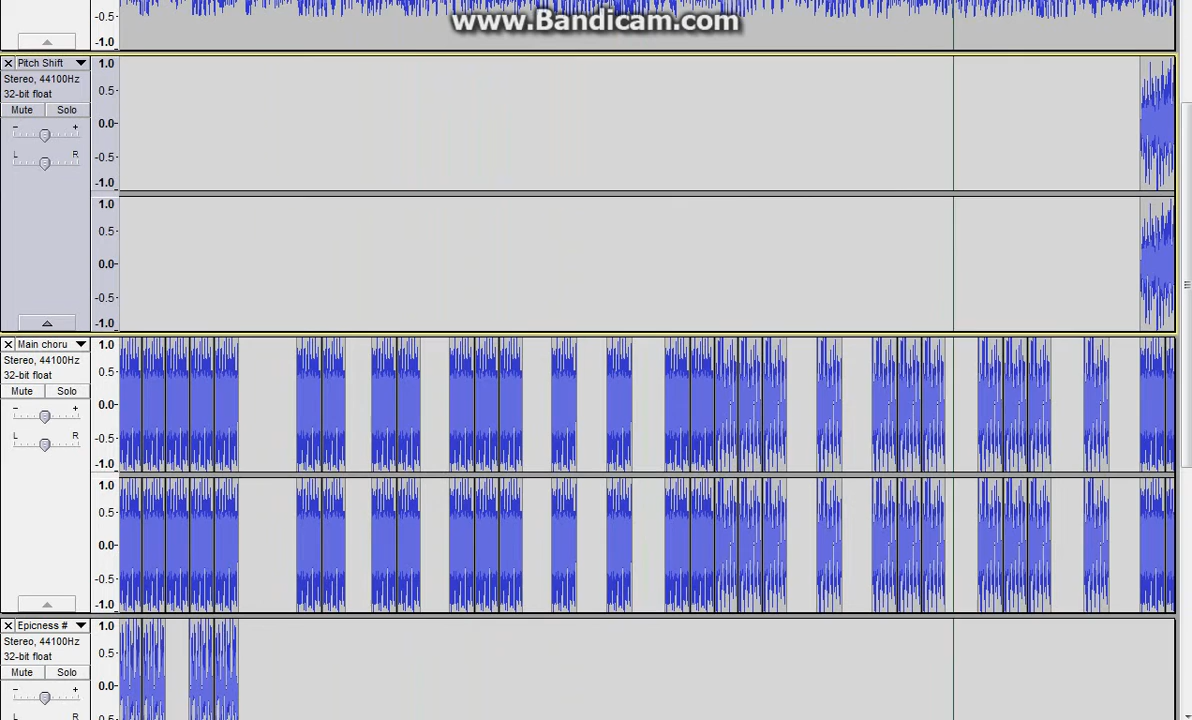 -0.5
www.Bandicam.com
-1.0
Pitch Shift
1.0
Stereo, 44100Hz
32-bit float
0.5
Mute Solo
0.0
- +
L R
-0.5
-1.0
1.0
0.5
0.0
-0.5
-1.0
Main choru
1.0
Stereo, 44100Hz
32-bit float
0.5
Mute Solo
0.0
- +
L R
-0.5
-1.0
1.0
0.5
0.0
-0.5
-1.0
Epicness #
1.0
Stereo, 44100Hz
32-bit float
0.5
Mute Solo
0.0
- +
L R
-0.5